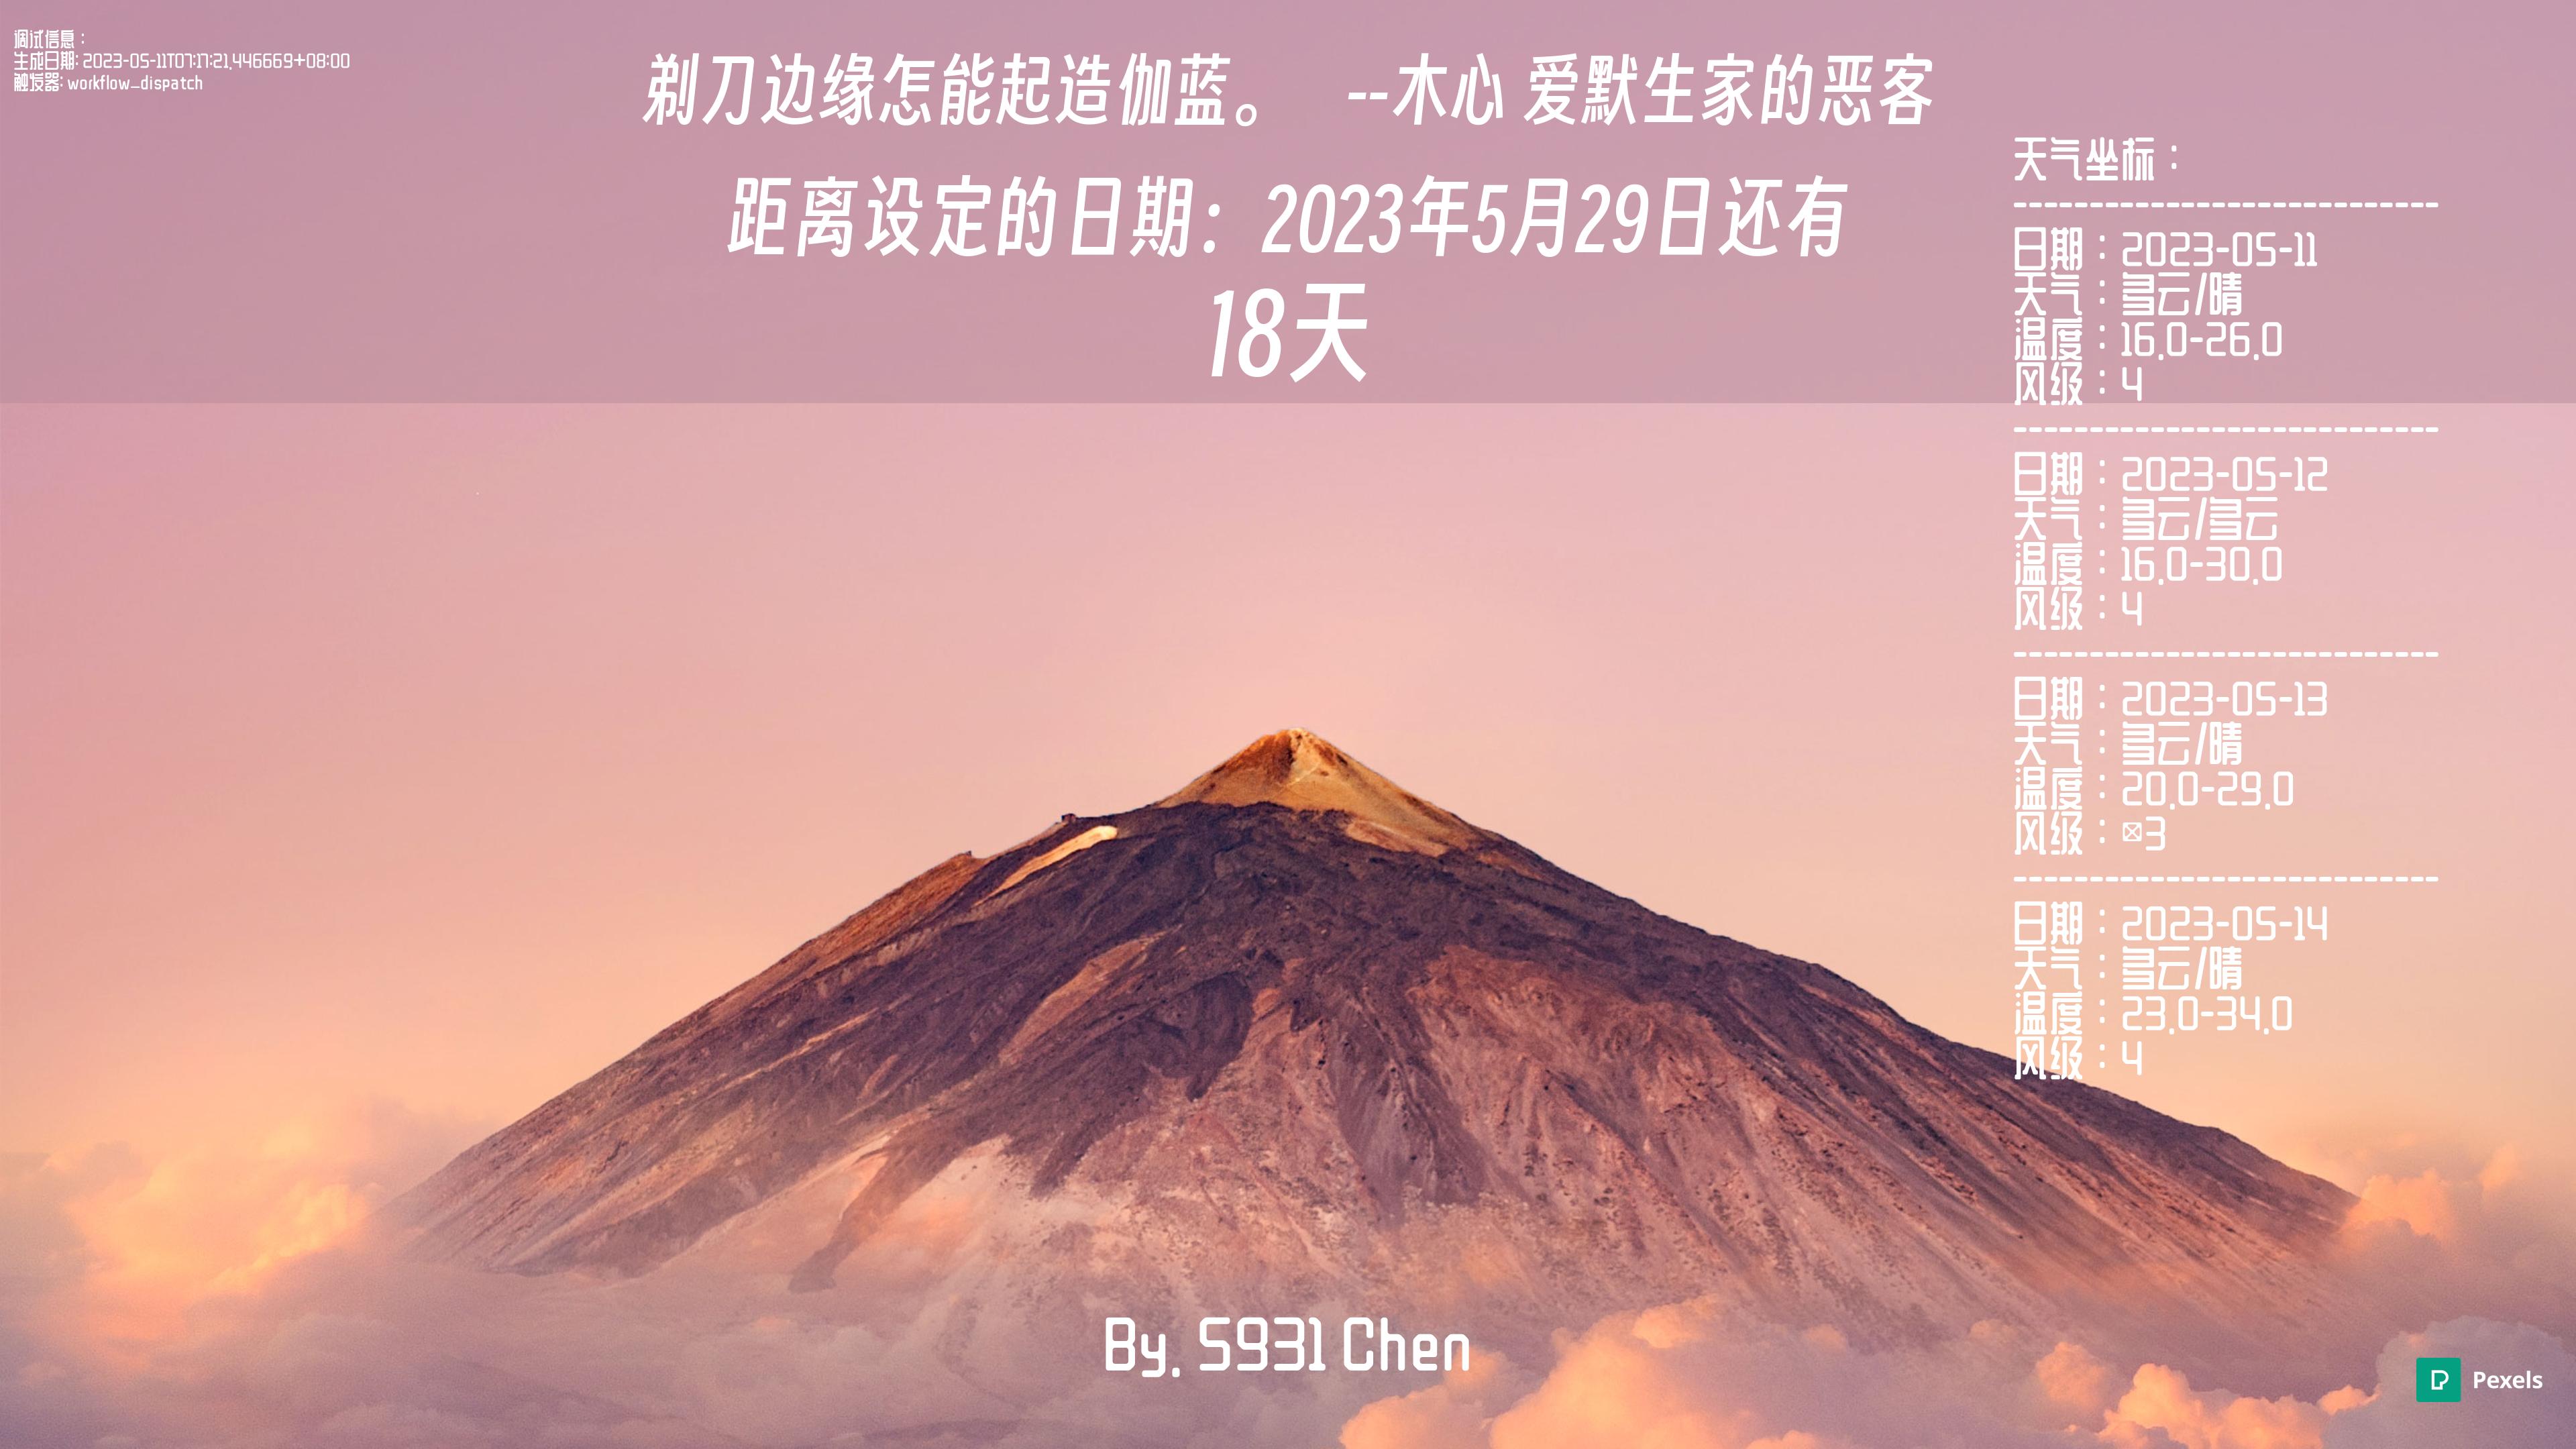 调试信息：
生成日期: 2023-05-11T07:17:21.446669+08:00
触发器: workflow_dispatch
剃刀边缘怎能起造伽蓝。 --木心 爱默生家的恶客
距离设定的日期：2023年5月29日还有
18天
天气坐标：
----------------------------
日期：2023-05-11
天气：多云/晴
温度：16.0-26.0
风级：4
----------------------------
日期：2023-05-12
天气：多云/多云
温度：16.0-30.0
风级：4
----------------------------
日期：2023-05-13
天气：多云/晴
温度：20.0-29.0
风级：☒3
----------------------------
日期：2023-05-14
天气：多云/晴
温度：23.0-34.0
风级：4
By. S931 Chen
Pexels